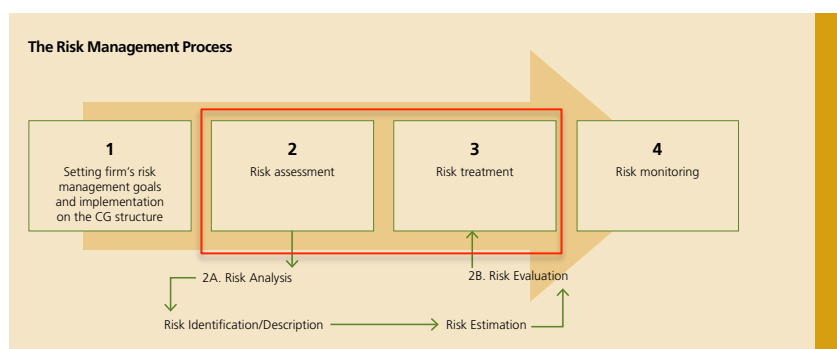 The Risk Management Process
1
Setting firm's risk
management goals
and implementation
on the CG structure
2
Risk assessment
3
Risk treatment
4
Risk monitoring
2A. Risk Analysis
2B. Risk Evaluation
Risk Identification/Description
Risk Estimation